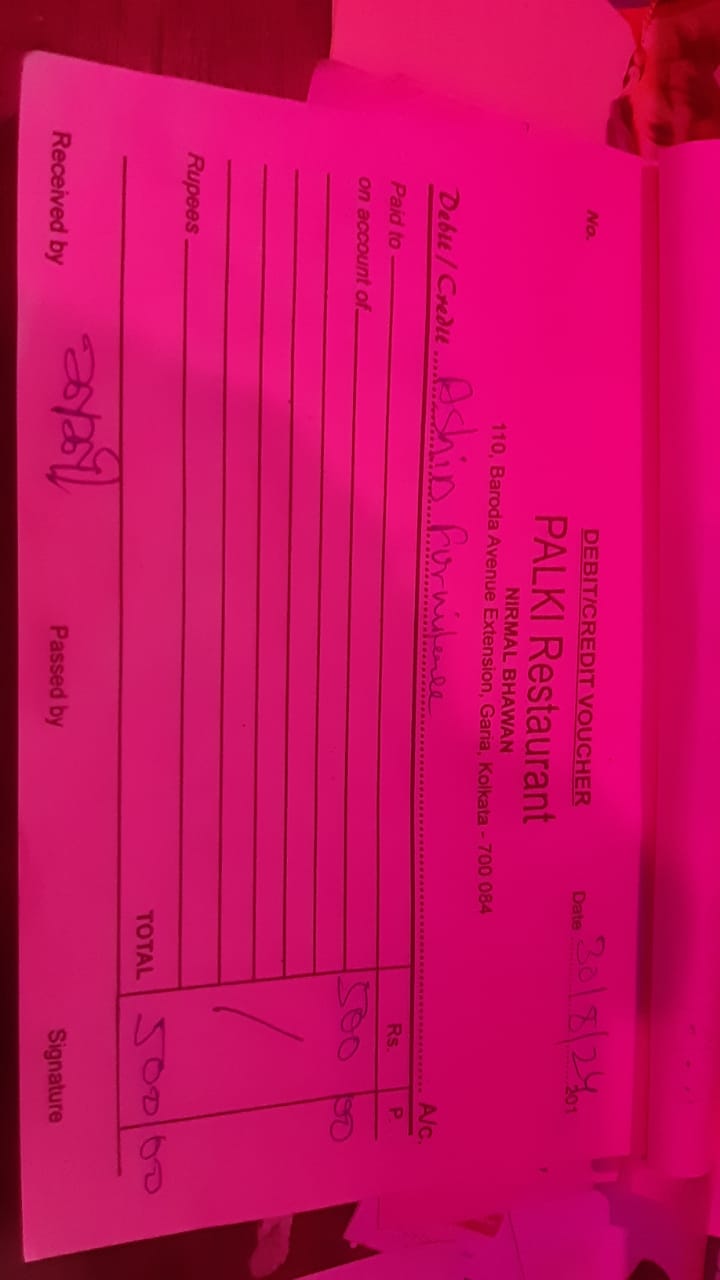 DEBIT/CREDIT VOUCHER
No.
Date 30/8/24 201
PALKI Restaurant
NIRMAL BHAWAN
110, Baroda Avenue Extension, Garia, Kolkata - 700 084
Debit / Credit Ashin Furniteree A/c.
Paid to Rs. P.
on account of 500 00
Rupees
TOTAL 500 00
Received by Passed by Signature